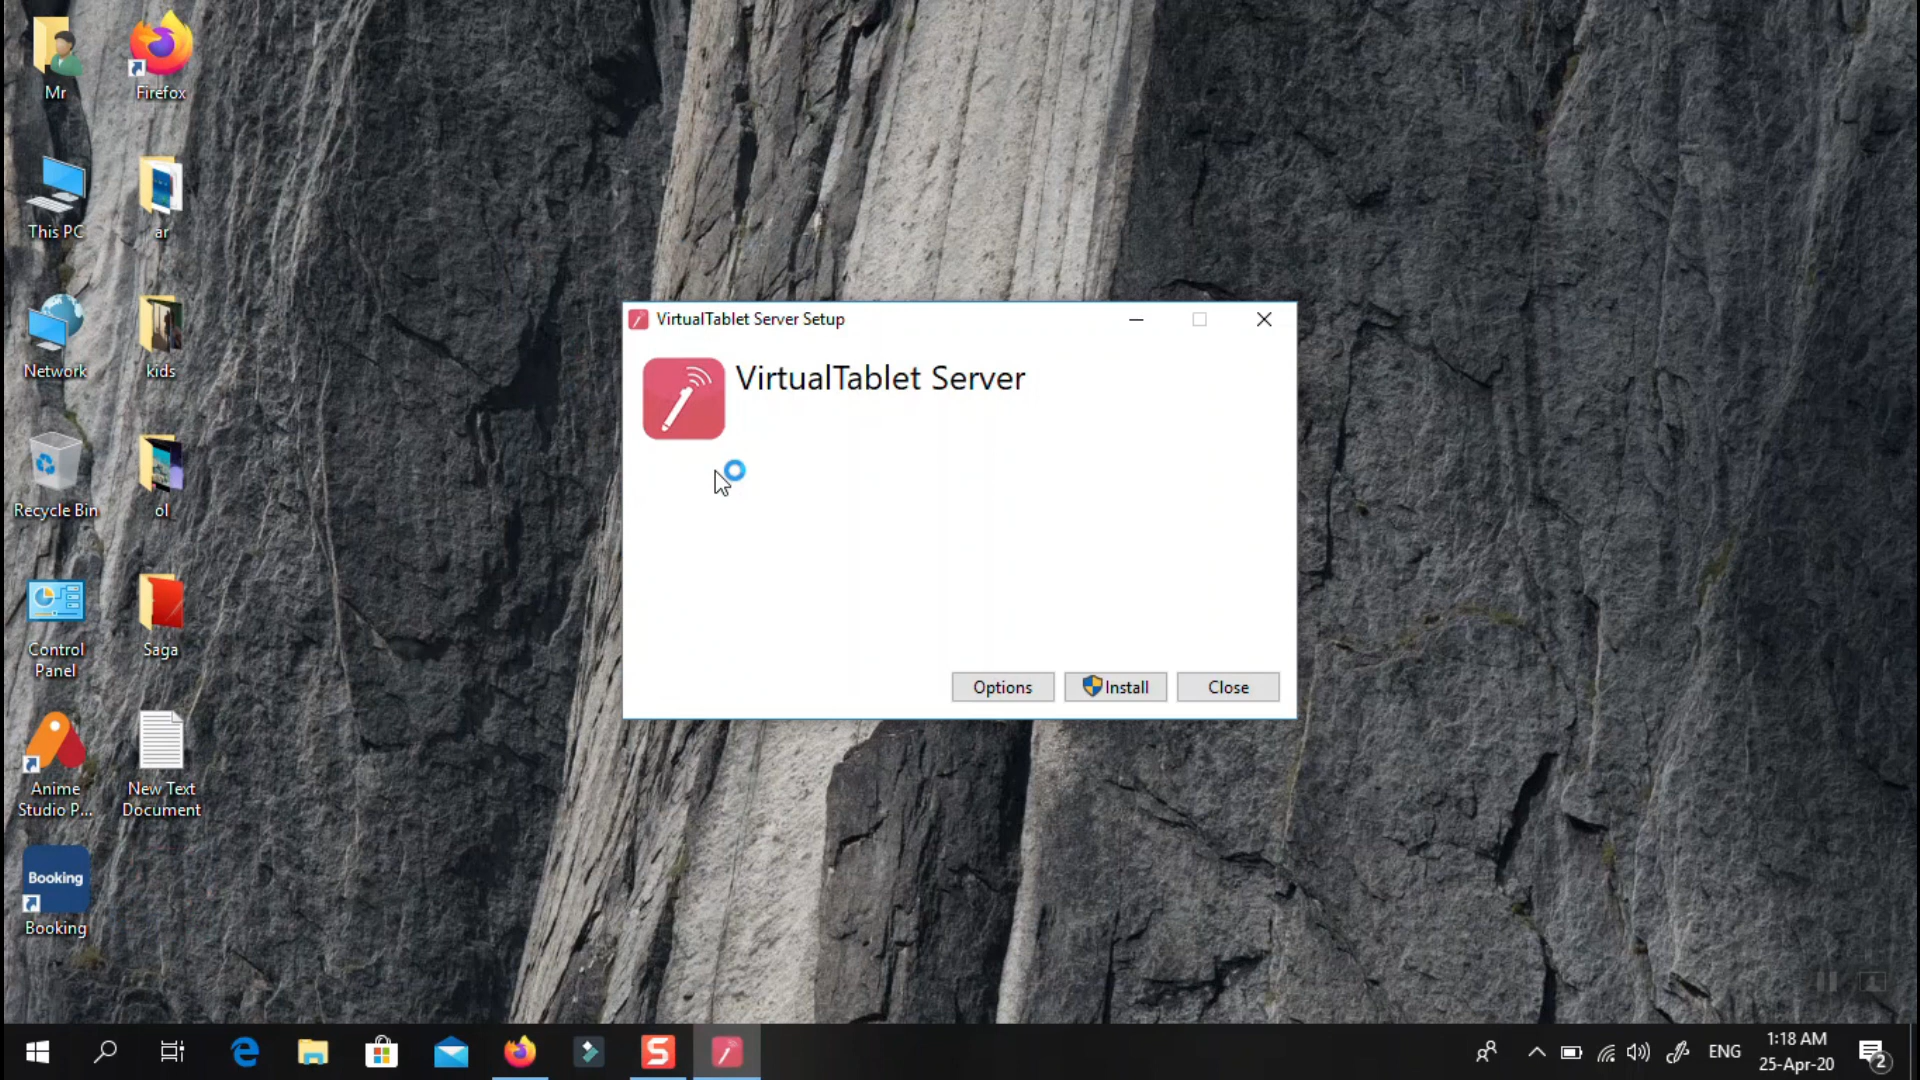 Mr
Firefox
This PC
ar
Network
kids
Recycle Bin
ol
Control
Panel
Saga
Anime
Studio P...
New Text
Document
Booking
Booking
VirtualTablet Server Setup
VirtualTablet Server
Options
Install
Close
ENG
1:18 AM
25-Apr-20
2